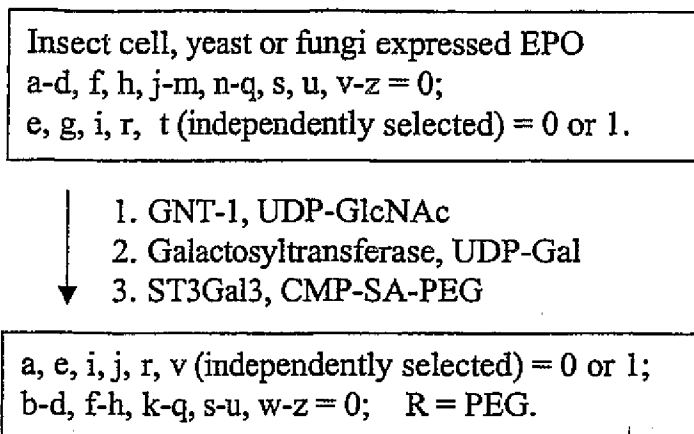 Insect cell, yeast or fungi expressed EPO
a-d, f, h, j-m, n-q, s, u, v-z = 0;
e, g, i, r, t (independently selected) = 0 or 1.
1. GNT-1, UDP-GlcNAc
2. Galactosyltransferase, UDP-Gal
3. ST3Gal3, CMP-SA-PEG
a, e, i, j, r, v (independently selected) = 0 or 1;
b-d, f-h, k-q, s-u, w-z = 0; R = PEG.